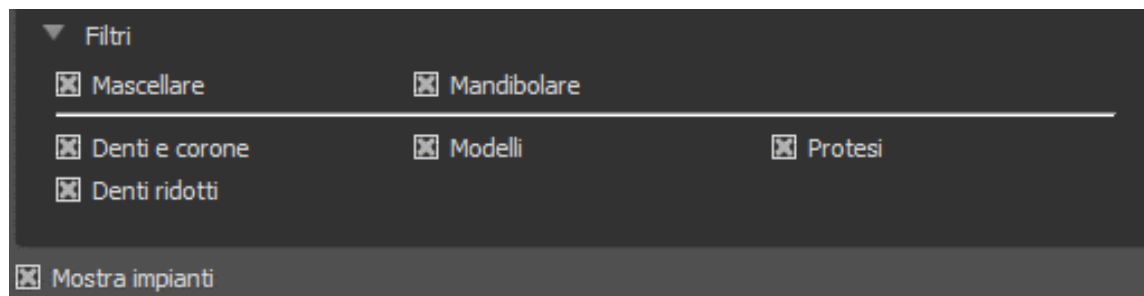 Filtri
Mascellare Mandibolare
Denti e corone Modelli Protesi
Denti ridotti
Mostra impianti